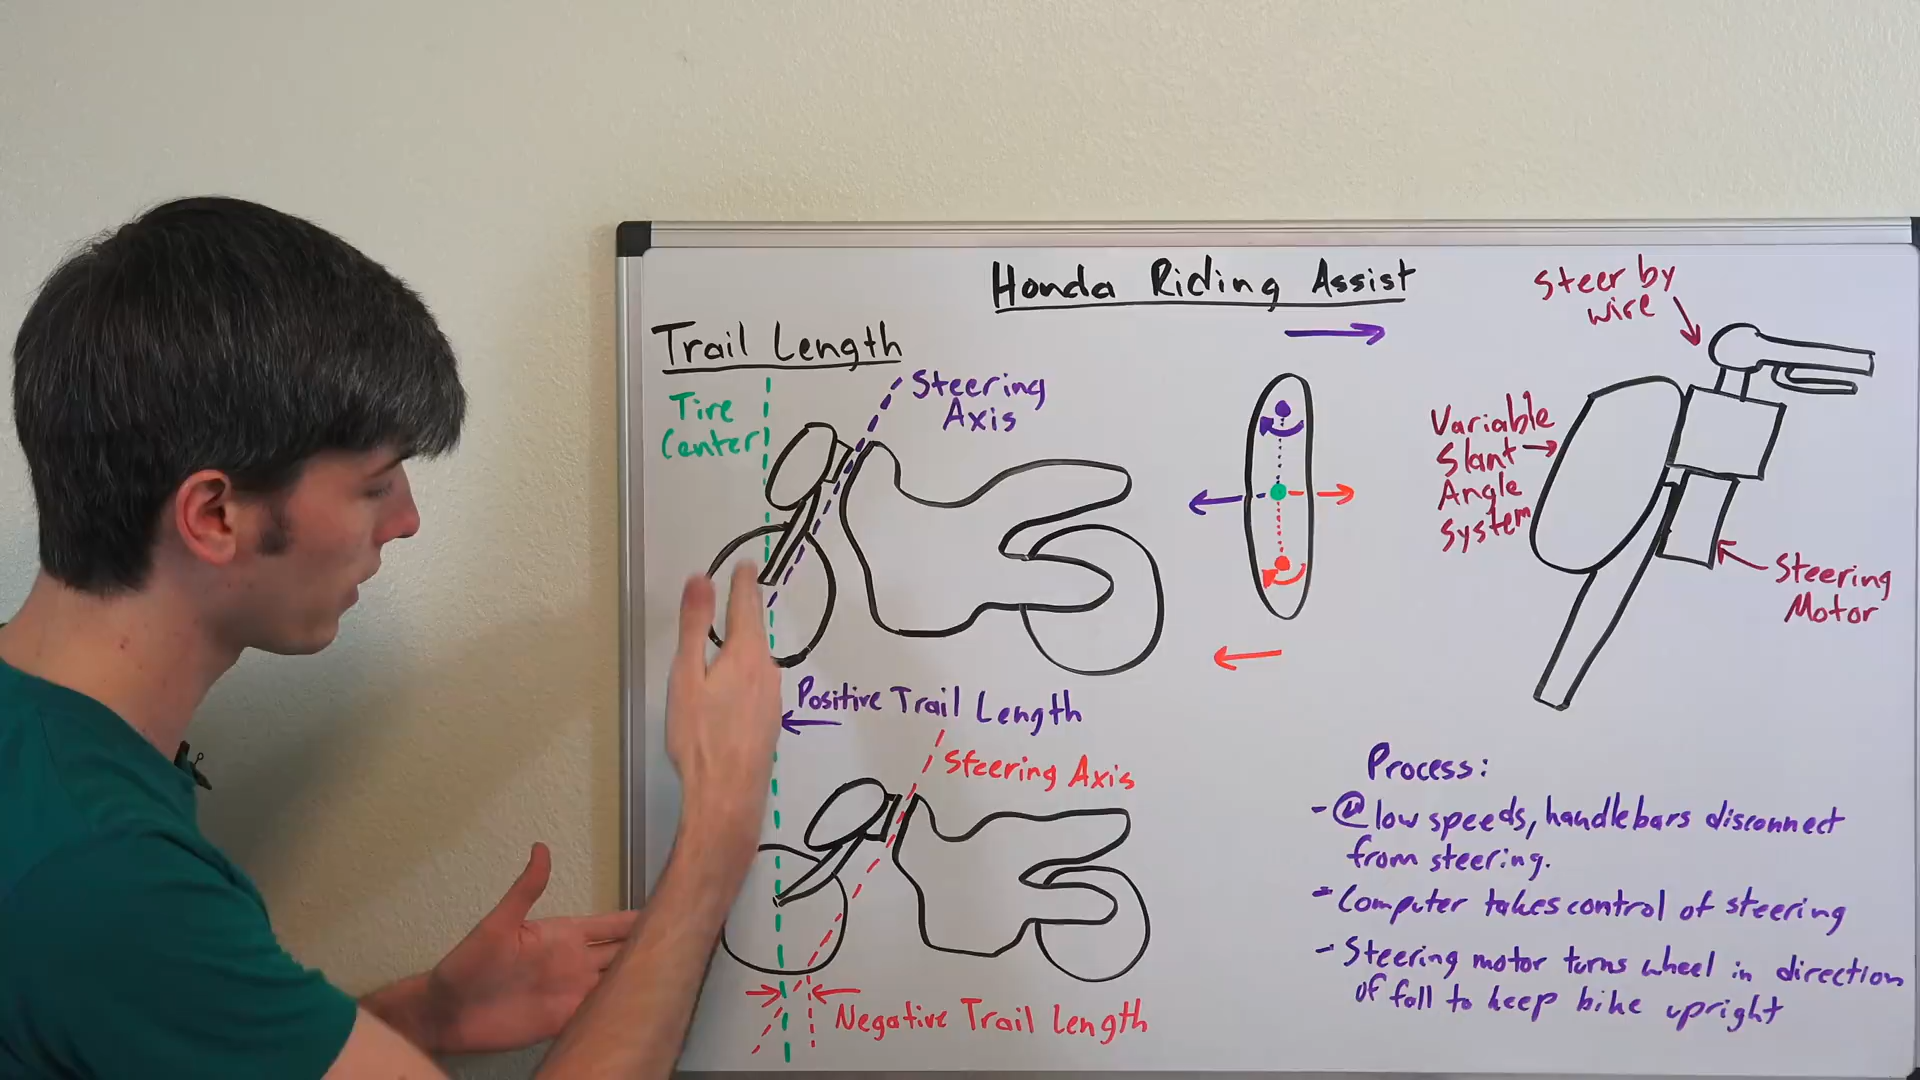 Honda Riding Assist
Trail Length
Tire
Center
Steering
Axis
Positive Trail Length
Steering Axis
Negative Trail Length
Steer by
wire
Variable
Slant
Angle
System
Steering
Motor
Process:
- @ low speeds, handlebars disconnect
from steering.
- Computer takes control of steering
- Steering motor turns wheel in direction
of fall to keep bike upright